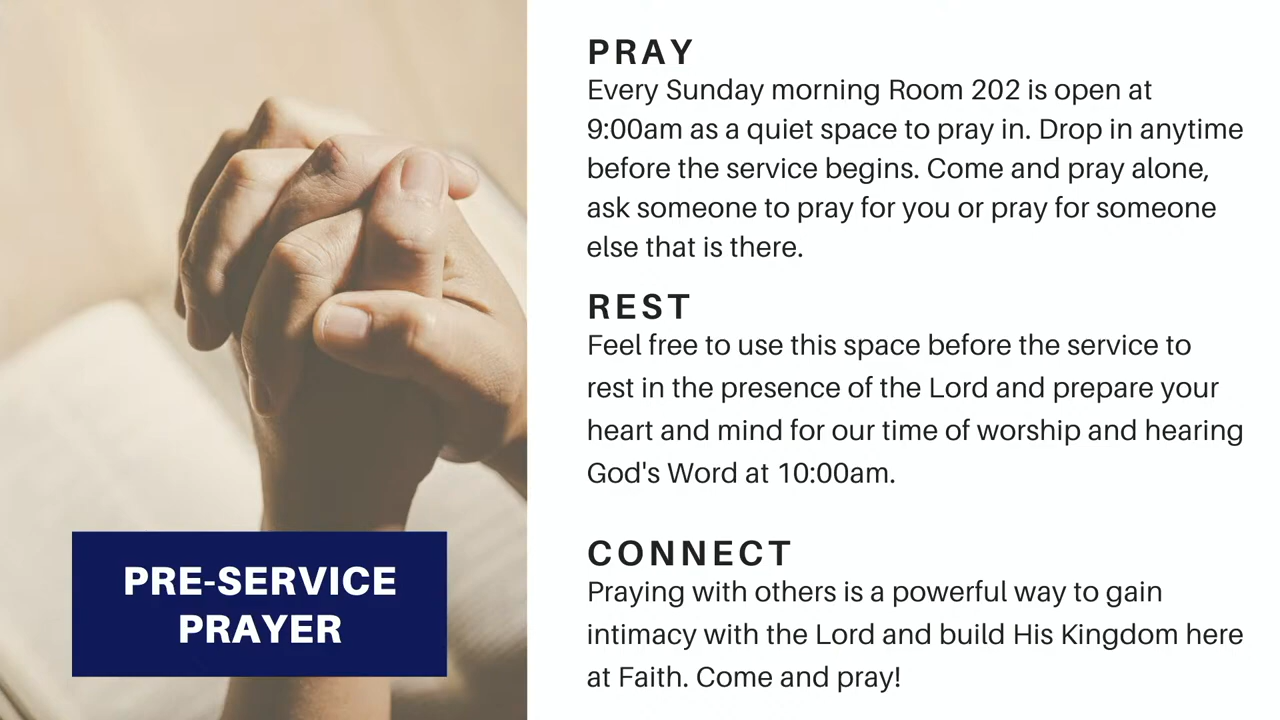 PRAY
Every Sunday morning Room 202 is open at
9:00am as a quiet space to pray in. Drop in anytime
before the service begins. Come and pray alone,
ask someone to pray for you or pray for someone
else that is there.
REST
Feel free to use this space before the service to
rest in the presence of the Lord and prepare your
heart and mind for our time of worship and hearing
God's Word at 10:00am.
CONNECT
Praying with others is a powerful way to gain
intimacy with the Lord and build His Kingdom here
at Faith. Come and pray!
PRE-SERVICE
PRAYER